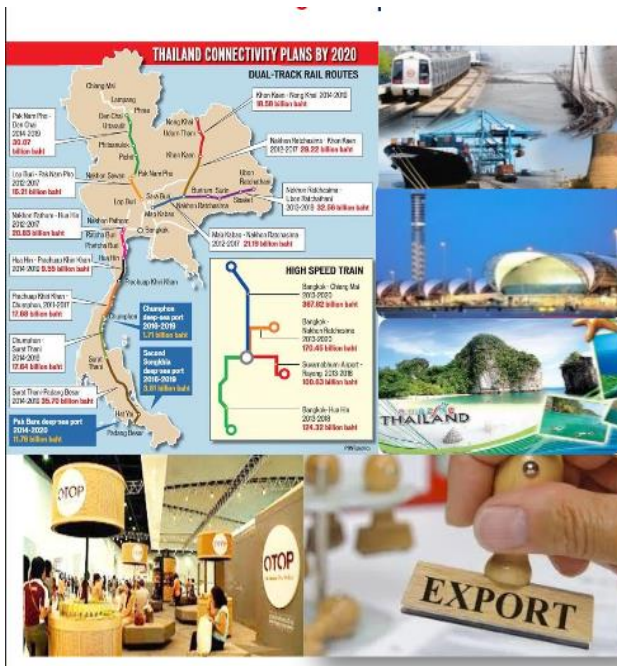 THAILAND CONNECTIVITY PLANS BY 2020
DUAL-TRACK RAIL ROUTES
Chiang Mai
Lampang
Phrae
Den Chai
Uttaradit
Phitsanulok
Phichit
Pak Nam Pho -
Den Chai
2014-2019
30.07
billion baht
Khon Kaen - Nong Khai 2014-2019
18.58 billion baht
Nong Khai
Udon Thani
Khon Kaen
Nakhon Ratchasima - Khon Kaen
2012-2017 29.22 billion baht
Lop Buri - Pak Nam Pho
2012-2017
15.21 billion baht
Nakhon Sawan
Pak Nam Pho
Lop Buri
Buri Ram
Surin
Sisaket
Ubon
Ratchathani
Nakhon Ratchasima
Nakhon Ratchasima -
Ubon Ratchathani
2013-2018 32.56 billion baht
Map Kabao - Nakhon Ratchasima
2012-2017 21.19 billion baht
Nakhon Pathom - Hua Hin
2012-2017
20.63 billion baht
Nakhon Pathom
Hua Hin
Hua Hin - Prachuap Khiri Khan
2014-2019 9.55 billion baht
Prachuap Khiri Khan
Prachuap Khiri Khan -
Chumphon, 2011-2017
17.66 billion baht
Chumphon
Chumphon
deep-sea port
2016-2019
1.71 billion baht
Chumphon -
Surat Thani
2014-2019
17.64 billion baht
Surat
Thani
Second
Songkhla
deep-sea port
2016-2019
3.81 billion baht
Surat Thani-Padang Besar
2014-2019 35.70 billion baht
Pak Bara deep-sea port
2014-2020
11.79 billion baht
Hat Yai
Padang Besar
HIGH SPEED TRAIN
Bangkok - Chiang Mai
2013-2020
387.82 billion baht
Bangkok -
Nakhon Ratchasima
2013-2020
170.45 billion baht
Suvarnabhumi Airport -
Rayong 2013-2018
100.63 billion baht
Bangkok-Hua Hin
2013-2018
124.32 billion baht
THAILAND
OTOP
OTOP
EXPORT